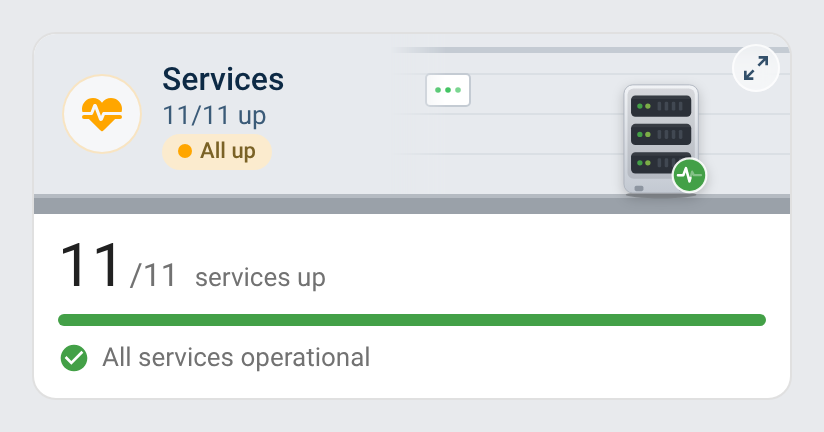 Services
11/11 up
All up
11/11 services up
All services operational